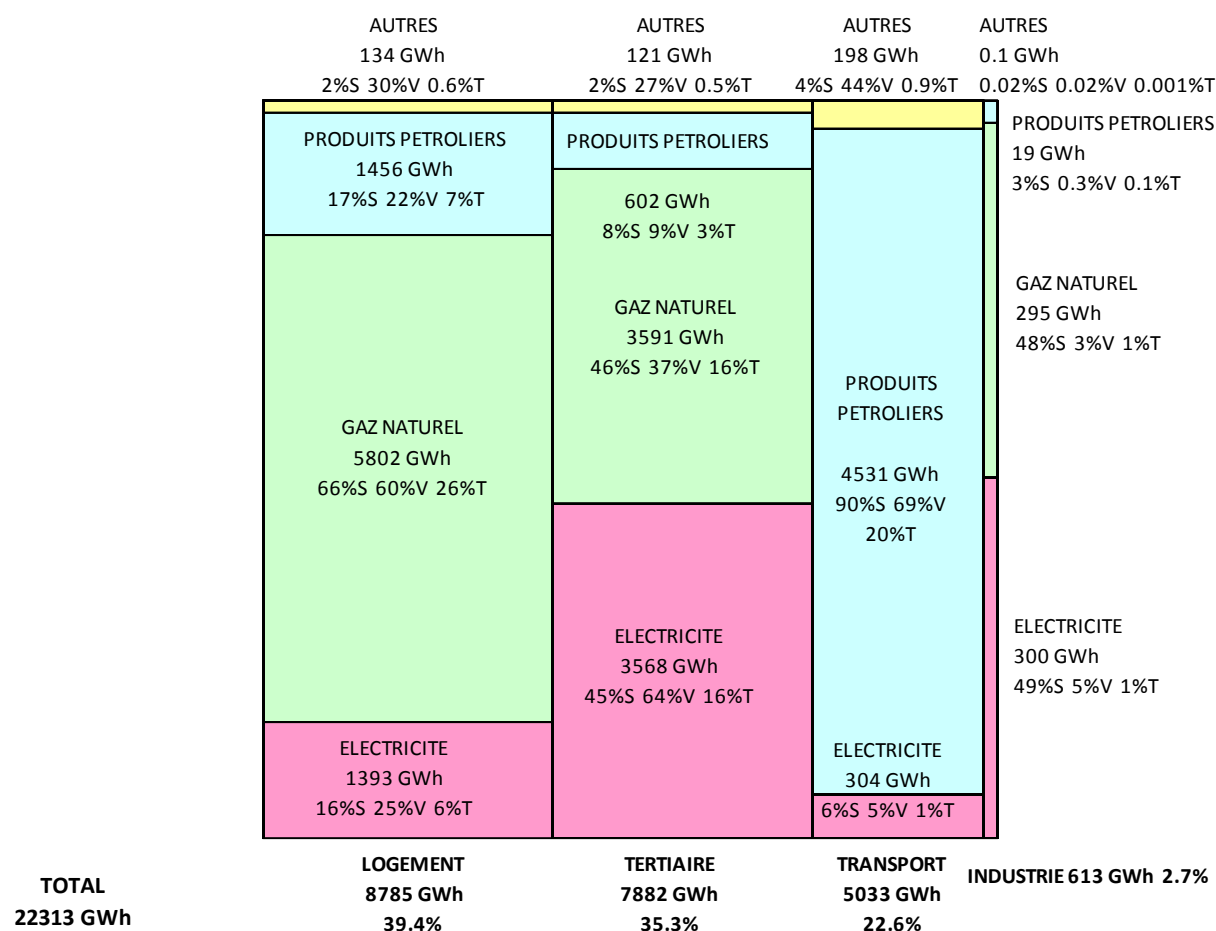 AUTRES
134 GWh
2%S 30%V 0.6%T
AUTRES
121 GWh
2%S 27%V 0.5%T
AUTRES
198 GWh
4%S 44%V 0.9%T
AUTRES
0.1 GWh
0.02%S 0.02%V 0.001%T
PRODUITS PETROLIERS
1456 GWh
17%S 22%V 7%T
PRODUITS PETROLIERS
602 GWh
8%S 9%V 3%T
PRODUITS PETROLIERS
19 GWh
3%S 0.3%V 0.1%T
GAZ NATUREL
5802 GWh
66%S 60%V 26%T
GAZ NATUREL
3591 GWh
46%S 37%V 16%T
PRODUITS
PETROLIERS
4531 GWh
90%S 69%V
20%T
GAZ NATUREL
295 GWh
48%S 3%V 1%T
ELECTRICITE
1393 GWh
16%S 25%V 6%T
ELECTRICITE
3568 GWh
45%S 64%V 16%T
ELECTRICITE
304 GWh
6%S 5%V 1%T
ELECTRICITE
300 GWh
49%S 5%V 1%T
TOTAL
22313 GWh
LOGEMENT
8785 GWh
39.4%
TERTIAIRE
7882 GWh
35.3%
TRANSPORT
5033 GWh
22.6%
INDUSTRIE 613 GWh 2.7%